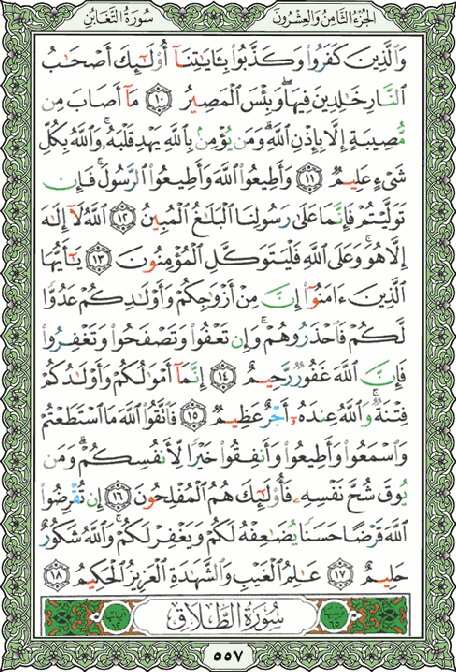 الجزء الثامن والعشرون سورة التغابن
وَالَّذِينَ كَفَرُوا۟ وَكَذَّبُوا۟ بِـَٔايَـٰتِنَآ أُو۟لَـٰٓئِكَ أَصْحَـٰبُ
ٱلنَّارِ خَـٰلِدِينَ فِيهَا ۖ وَبِئْسَ ٱلْمَصِيرُ ١٠ مَآ أَصَابَ مِن
مُّصِيبَةٍ إِلَّا بِإِذْنِ ٱللَّهِ ۗ وَمَن يُؤْمِنۢ بِٱللَّهِ يَهْدِ قَلْبَهُۥ ۚ وَٱللَّهُ بِكُلِّ
شَىْءٍ عَلِيمٌ ١١ وَأَطِيعُوا۟ ٱللَّهَ وَأَطِيعُوا۟ ٱلرَّسُولَ ۚ فَإِن
تَوَلَّيْتُمْ فَإِنَّمَا عَلَىٰ رَسُولِنَا ٱلْبَلَـٰغُ ٱلْمُبِينُ ١٢ ٱللَّهُ لَآ إِلَـٰهَ
إِلَّا هُوَ ۚ وَعَلَى ٱللَّهِ فَلْيَتَوَكَّلِ ٱلْمُؤْمِنُونَ ١٣ يَـٰٓأَيُّهَا
ٱلَّذِينَ ءَامَنُوٓا۟ إِنَّ مِنْ أَزْوَٰجِكُمْ وَأَوْلَـٰدِكُمْ عَدُوًّا
لَّكُمْ فَٱحْذَرُوهُمْ ۚ وَإِن تَعْفُوا۟ وَتَصْفَحُوا۟ وَتَغْفِرُوا۟
فَإِنَّ ٱللَّهَ غَفُورٌ رَّحِيمٌ ١٤ إِنَّمَآ أَمْوَٰلُكُمْ وَأَوْلَـٰدُكُمْ
فِتْنَةٌ ۚ وَٱللَّهُ عِندَهُۥٓ أَجْرٌ عَظِيمٌ ١٥ فَٱتَّقُوا۟ ٱللَّهَ مَا ٱسْتَطَعْتُمْ
وَٱسْمَعُوا۟ وَأَطِيعُوا۟ وَأَنفِقُوا۟ خَيْرًا لِّأَنفُسِكُمْ ۗ وَمَن
يُوقَ شُحَّ نَفْسِهِۦ فَأُو۟لَـٰٓئِكَ هُمُ ٱلْمُفْلِحُونَ ١٦ إِن تُقْرِضُوا۟
ٱللَّهَ قَرْضًا حَسَنًا يُضَـٰعِفْهُ لَكُمْ وَيَغْفِرْ لَكُمْ ۚ وَٱللَّهُ شَكُورٌ
حَلِيمٌ ١٧ عَـٰلِمُ ٱلْغَيْبِ وَٱلشَّهَـٰدَةِ ٱلْعَزِيزُ ٱلْحَكِيمُ ١٨
سُورَةُ الطَّلَاقِ
٥٥٧